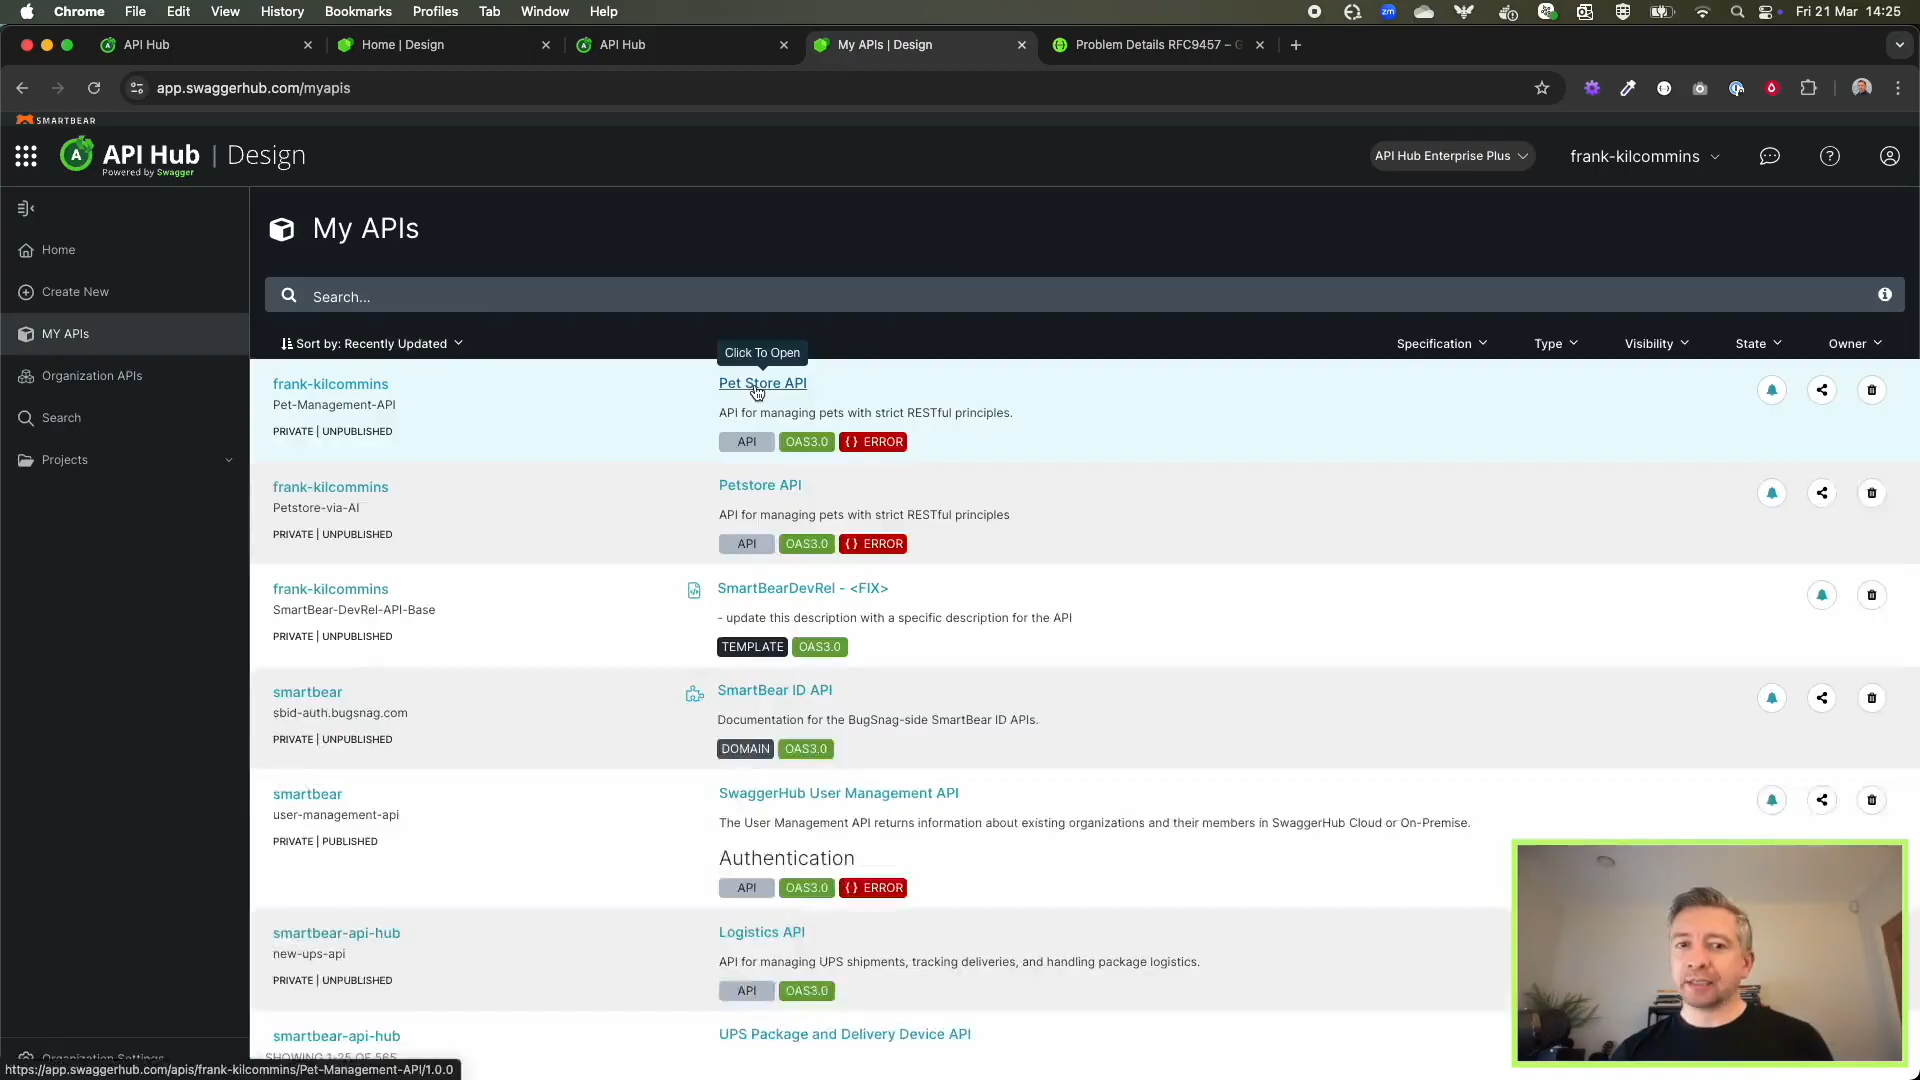 Chrome File Edit View History Bookmarks Profiles Tab Window Help
zm Fri 21 Mar 14:25
API Hub
Home | Design
API Hub
My APIs | Design
Problem Details RFC9457 –
app.swaggerhub.com/myapis
SMARTBEAR
API Hub | Design
Powered by Swagger
API Hub Enterprise Plus
frank-kilcommins
Home
Create New
MY APIs
Organization APIs
Search
Projects
My APIs
Search...
Sort by: Recently Updated
Click To Open
Specification Type Visibility State Owner
frank-kilcommins
Pet-Management-API
PRIVATE | UNPUBLISHED
Pet Store API
API for managing pets with strict RESTful principles.
API OAS3.0 {} ERROR
frank-kilcommins
Petstore-via-AI
PRIVATE | UNPUBLISHED
Petstore API
API for managing pets with strict RESTful principles
API OAS3.0 {} ERROR
frank-kilcommins
SmartBear-DevRel-API-Base
PRIVATE | UNPUBLISHED
SmartBearDevRel - <FIX>
- update this description with a specific description for the API
TEMPLATE OAS3.0
smartbear
sbid-auth.bugsnag.com
PRIVATE | UNPUBLISHED
SmartBear ID API
Documentation for the BugSnag-side SmartBear ID APIs.
DOMAIN OAS3.0
smartbear
user-management-api
PRIVATE | PUBLISHED
SwaggerHub User Management API
The User Management API returns information about existing organizations and their members in SwaggerHub Cloud or On-Premise.
Authentication
API OAS3.0 {} ERROR
smartbear-api-hub
new-ups-api
PRIVATE | UNPUBLISHED
Logistics API
API for managing UPS shipments, tracking deliveries, and handling package logistics.
API OAS3.0
smartbear-api-hub
UPS Package and Delivery Device API
SHOWING 1-25 OF 565
Organization Settings
https://app.swaggerhub.com/apis/frank-kilcommins/Pet-Management-API/1.0.0